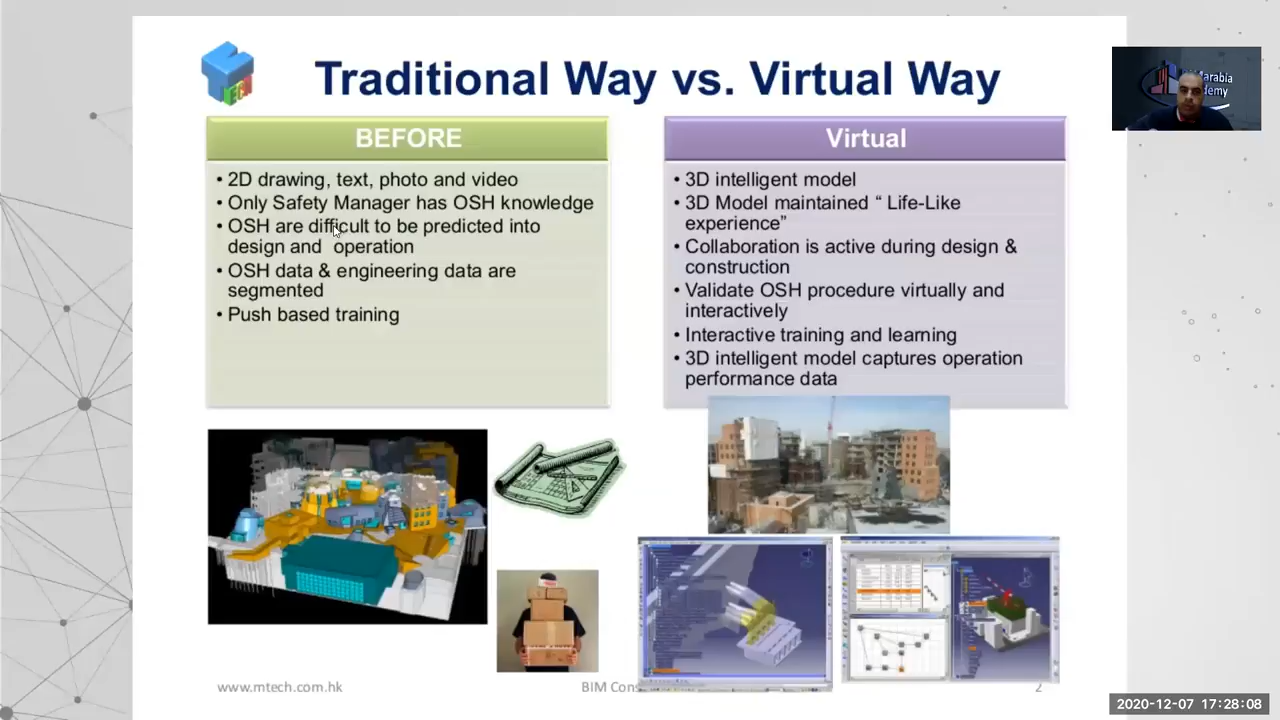 Traditional Way vs. Virtual Way
BEFORE
• 2D drawing, text, photo and video
• Only Safety Manager has OSH knowledge
• OSH are difficult to be predicted into
design and operation
• OSH data & engineering data are
segmented
• Push based training
Virtual
• 3D intelligent model
• 3D Model maintained “ Life-Like
experience”
• Collaboration is active during design &
construction
• Validate OSH procedure virtually and
interactively
• Interactive training and learning
• 3D intelligent model captures operation
performance data
www.mtech.com.hk
BIM
2
2020-12-07 17:28:08